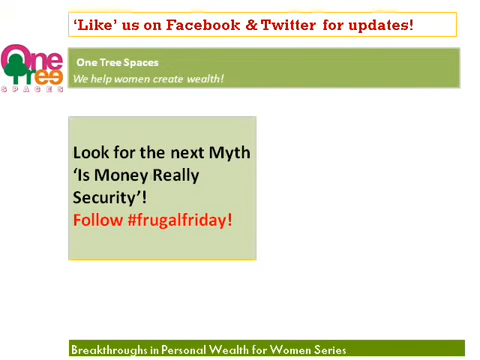 ‘Like’ us on Facebook & Twitter for updates!
One Tree Spaces
We help women create wealth!
One
Tree
SPACES
Look for the next Myth
‘Is Money Really
Security’!
Follow #frugalfriday!
Breakthroughs in Personal Wealth for Women Series